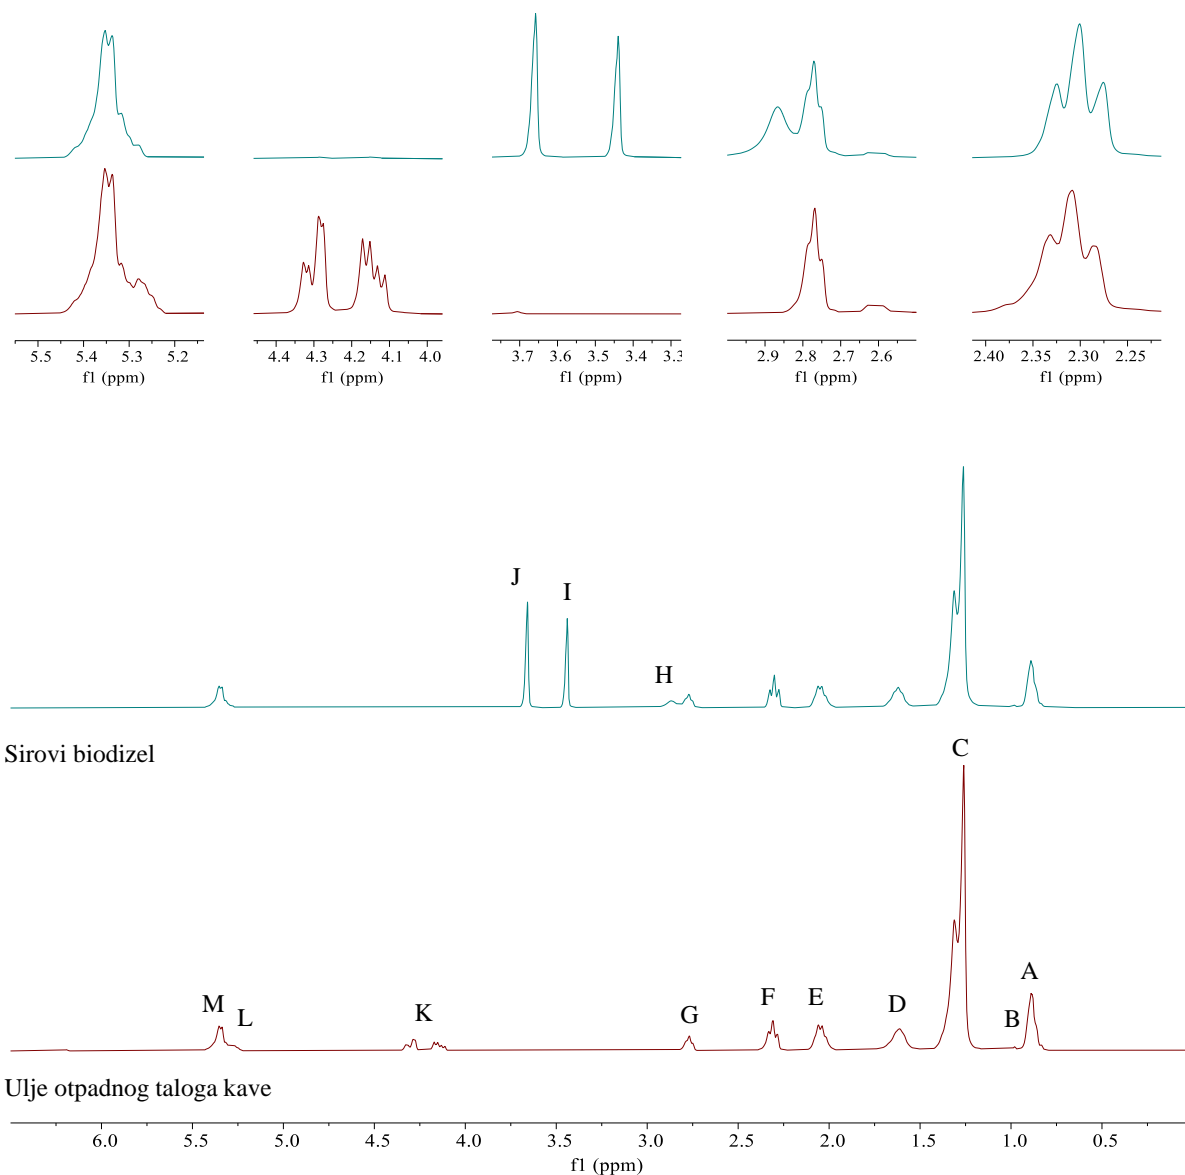 5.5 5.4 5.3 5.2
f1 (ppm)
4.4 4.3 4.2 4.1 4.0
f1 (ppm)
3.7 3.6 3.5 3.4 3.3
f1 (ppm)
2.9 2.8 2.7 2.6
f1 (ppm)
2.40 2.35 2.30 2.25
f1 (ppm)
J
I
H
Sirovi biodizel
C
M
L
K
G
F
E
D
B
A
Ulje otpadnog taloga kave
6.0 5.5 5.0 4.5 4.0 3.5 3.0 2.5 2.0 1.5 1.0 0.5
f1 (ppm)